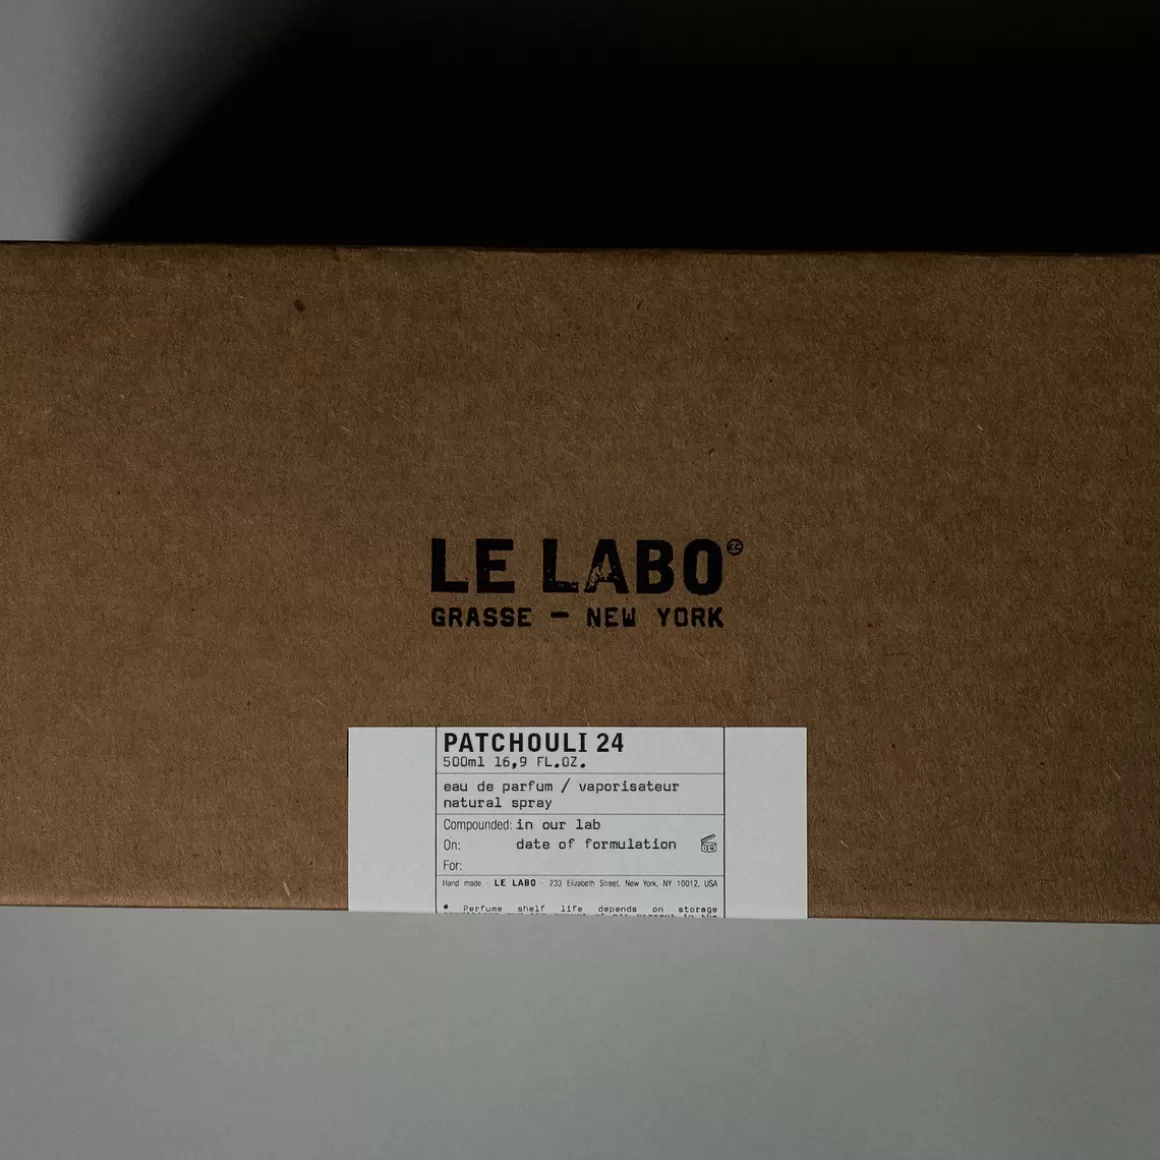 LE LABO
GRASSE — NEW YORK
PATCHOULI 24
500ml 16,9 FL.OZ.
eau de parfum / vaporisateur
natural spray
Compounded: in our lab
On: date of formulation
For:
Hand made - LE LABO - 233 Elizabeth Street, New York, NY 10012, USA
* Perfume shelf life depends on storage